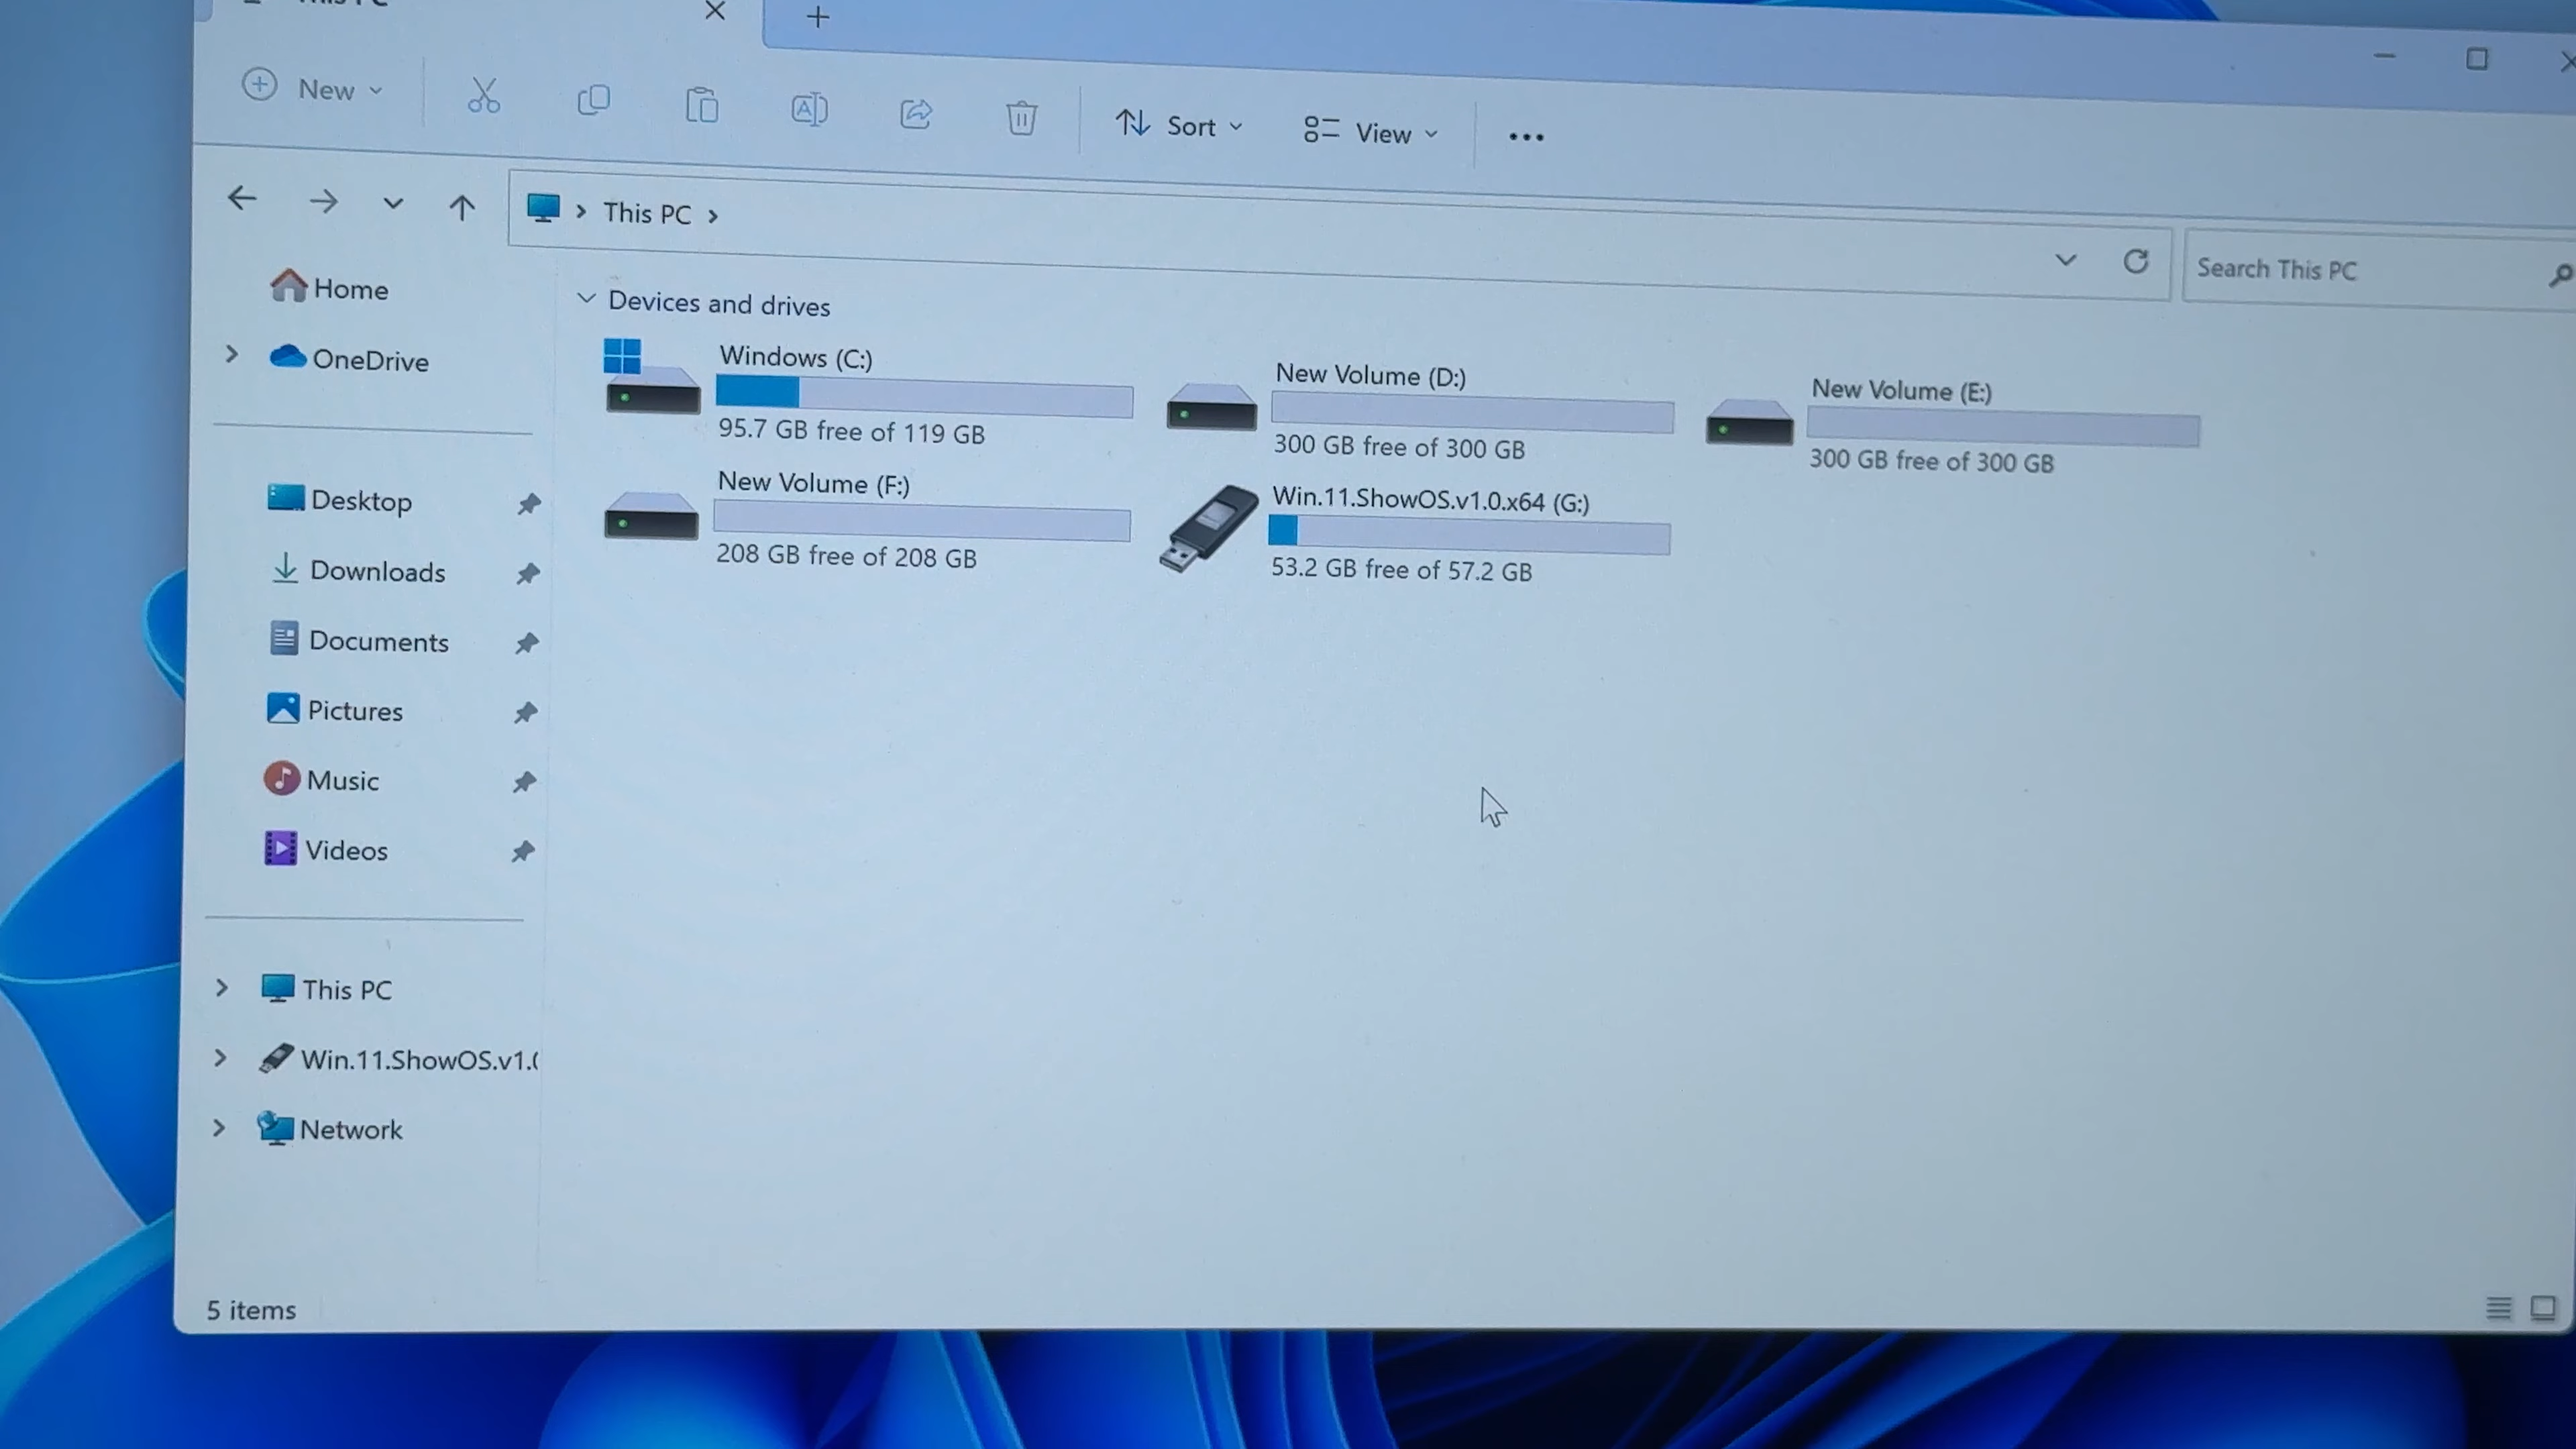 New
Sort
View
This PC
Search This PC
Home
OneDrive
Desktop
Downloads
Documents
Pictures
Music
Videos
This PC
Win.11.ShowOS.v1.
Network
Devices and drives
Windows (C:)
95.7 GB free of 119 GB
New Volume (D:)
300 GB free of 300 GB
New Volume (E:)
300 GB free of 300 GB
New Volume (F:)
208 GB free of 208 GB
Win.11.ShowOS.v1.0.x64 (G:)
53.2 GB free of 57.2 GB
5 items